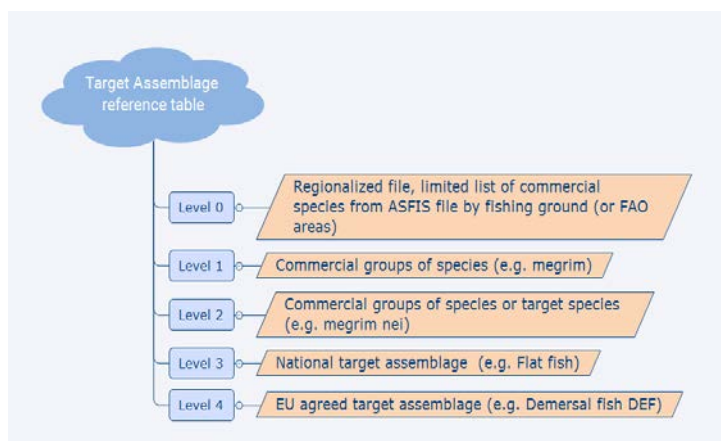 Target Assemblage
reference table
Level 0
Regionalized file, limited list of commercial
species from ASFIS file by fishing ground (or FAO
areas)
Level 1
Commercial groups of species (e.g. megrim)
Level 2
Commercial groups of species or target species
(e.g. megrim nei)
Level 3
National target assemblage (e.g. Flat fish)
Level 4
EU agreed target assemblage (e.g. Demersal fish DEF)